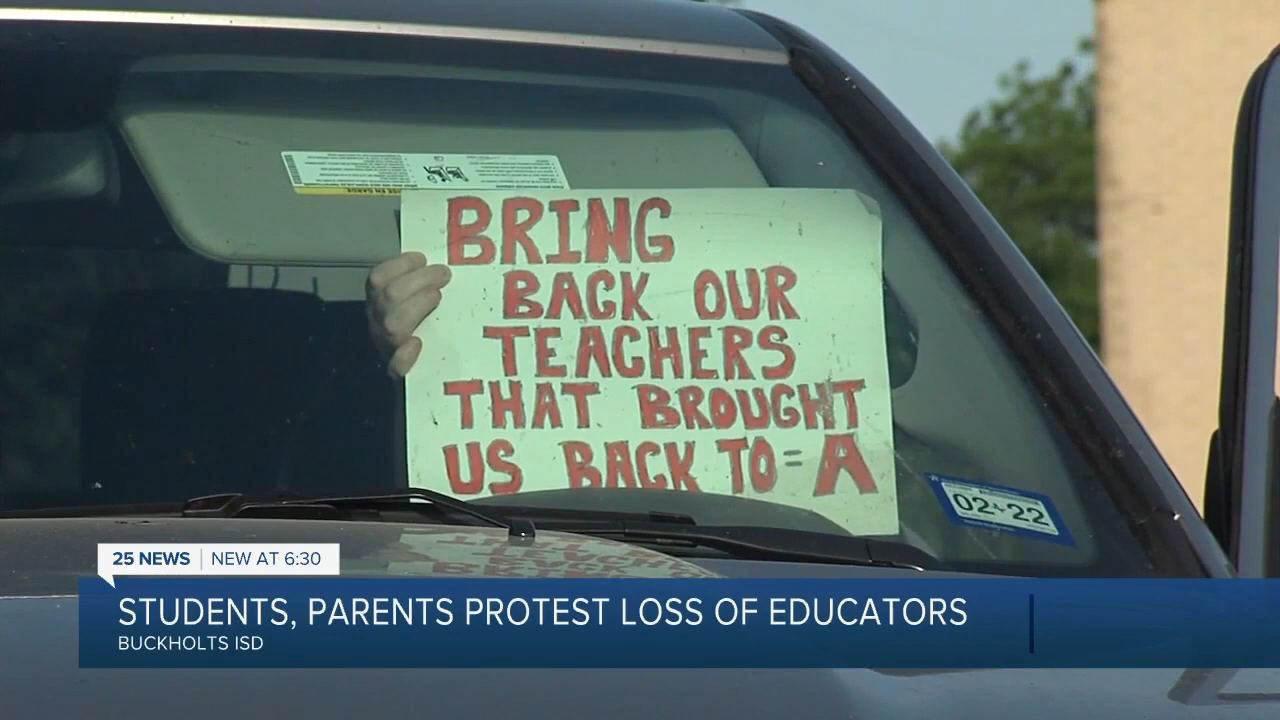 BRING
BACK OUR
TEACHERS
THAT BROUGHT
US BACK TO = A
02 22
25 NEWS | NEW AT 6:30
STUDENTS, PARENTS PROTEST LOSS OF EDUCATORS
BUCKHOLTS ISD